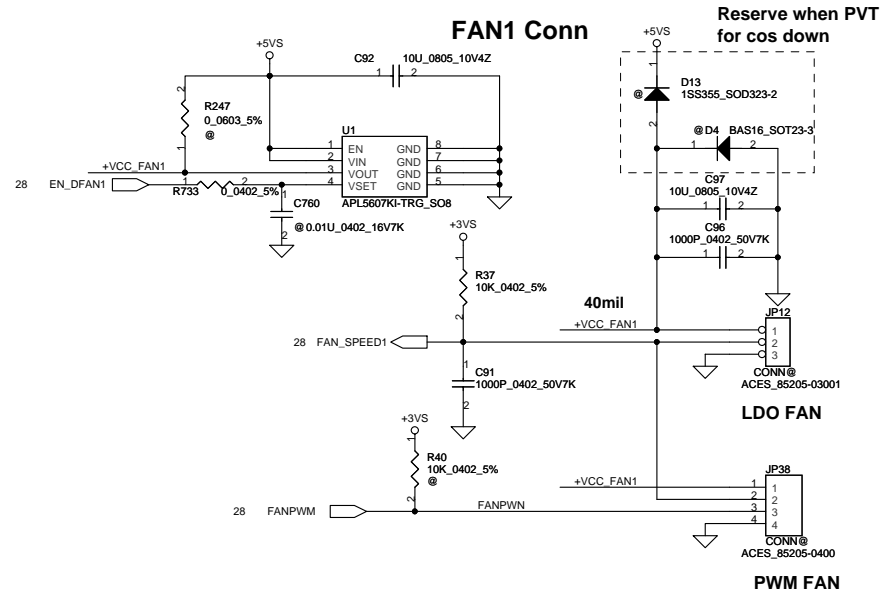 FAN1 Conn
Reserve when PVT
for cos down
+5VS
C92 10U_0805_10V4Z
1 2
2
R247
0_0603_5%
@
1
U1
1 EN GND 8
2 VIN GND 7
3 VOUT GND 6
4 VSET GND 5
APL5607KI-TRG_SO8
+VCC_FAN1
28 EN_DFAN1
1 2
R733 0_0402_5%
1
C760
@ 0.01U_0402_16V7K
2
+5VS
1
D13
@ 1SS355_SOD323-2
2
@ D4 BAS16_SOT23-3
1 2
C97
10U_0805_10V4Z
1 2
C96
1000P_0402_50V7K
1 2
+3VS
1
R37
10K_0402_5%
2
40mil
+VCC_FAN1
28 FAN_SPEED1
JP12
1
2
3
CONN@
ACES_85205-03001
LDO FAN
1
C91
1000P_0402_50V7K
2
+3VS
1
R40
10K_0402_5%
@
2
28 FANPWM
FANPWN
+VCC_FAN1
JP38
1 1
2 2
3 3
4 4
CONN@
ACES_85205-0400
PWM FAN